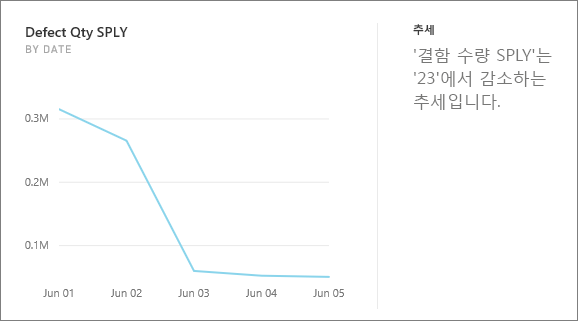 Defect Qty SPLY
BY DATE
0.3M
0.2M
0.1M
Jun 01 Jun 02 Jun 03 Jun 04 Jun 05
추세
'결함 수량 SPLY'는
'23'에서 감소하는
추세입니다.